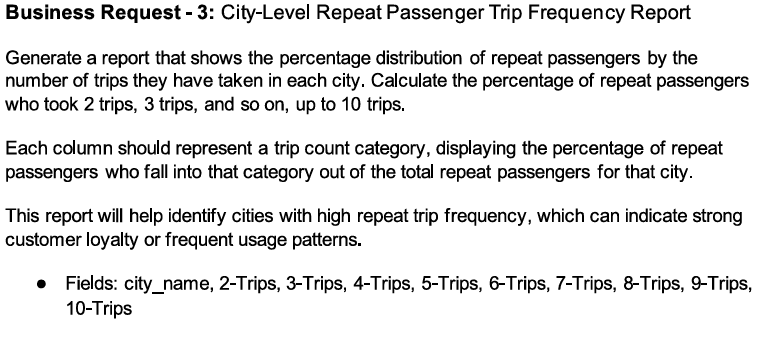 Business Request - 3: City-Level Repeat Passenger Trip Frequency Report
Generate a report that shows the percentage distribution of repeat passengers by the
number of trips they have taken in each city. Calculate the percentage of repeat passengers
who took 2 trips, 3 trips, and so on, up to 10 trips.
Each column should represent a trip count category, displaying the percentage of repeat
passengers who fall into that category out of the total repeat passengers for that city.
This report will help identify cities with high repeat trip frequency, which can indicate strong
customer loyalty or frequent usage patterns.
● Fields: city_name, 2-Trips, 3-Trips, 4-Trips, 5-Trips, 6-Trips, 7-Trips, 8-Trips, 9-Trips,
10-Trips